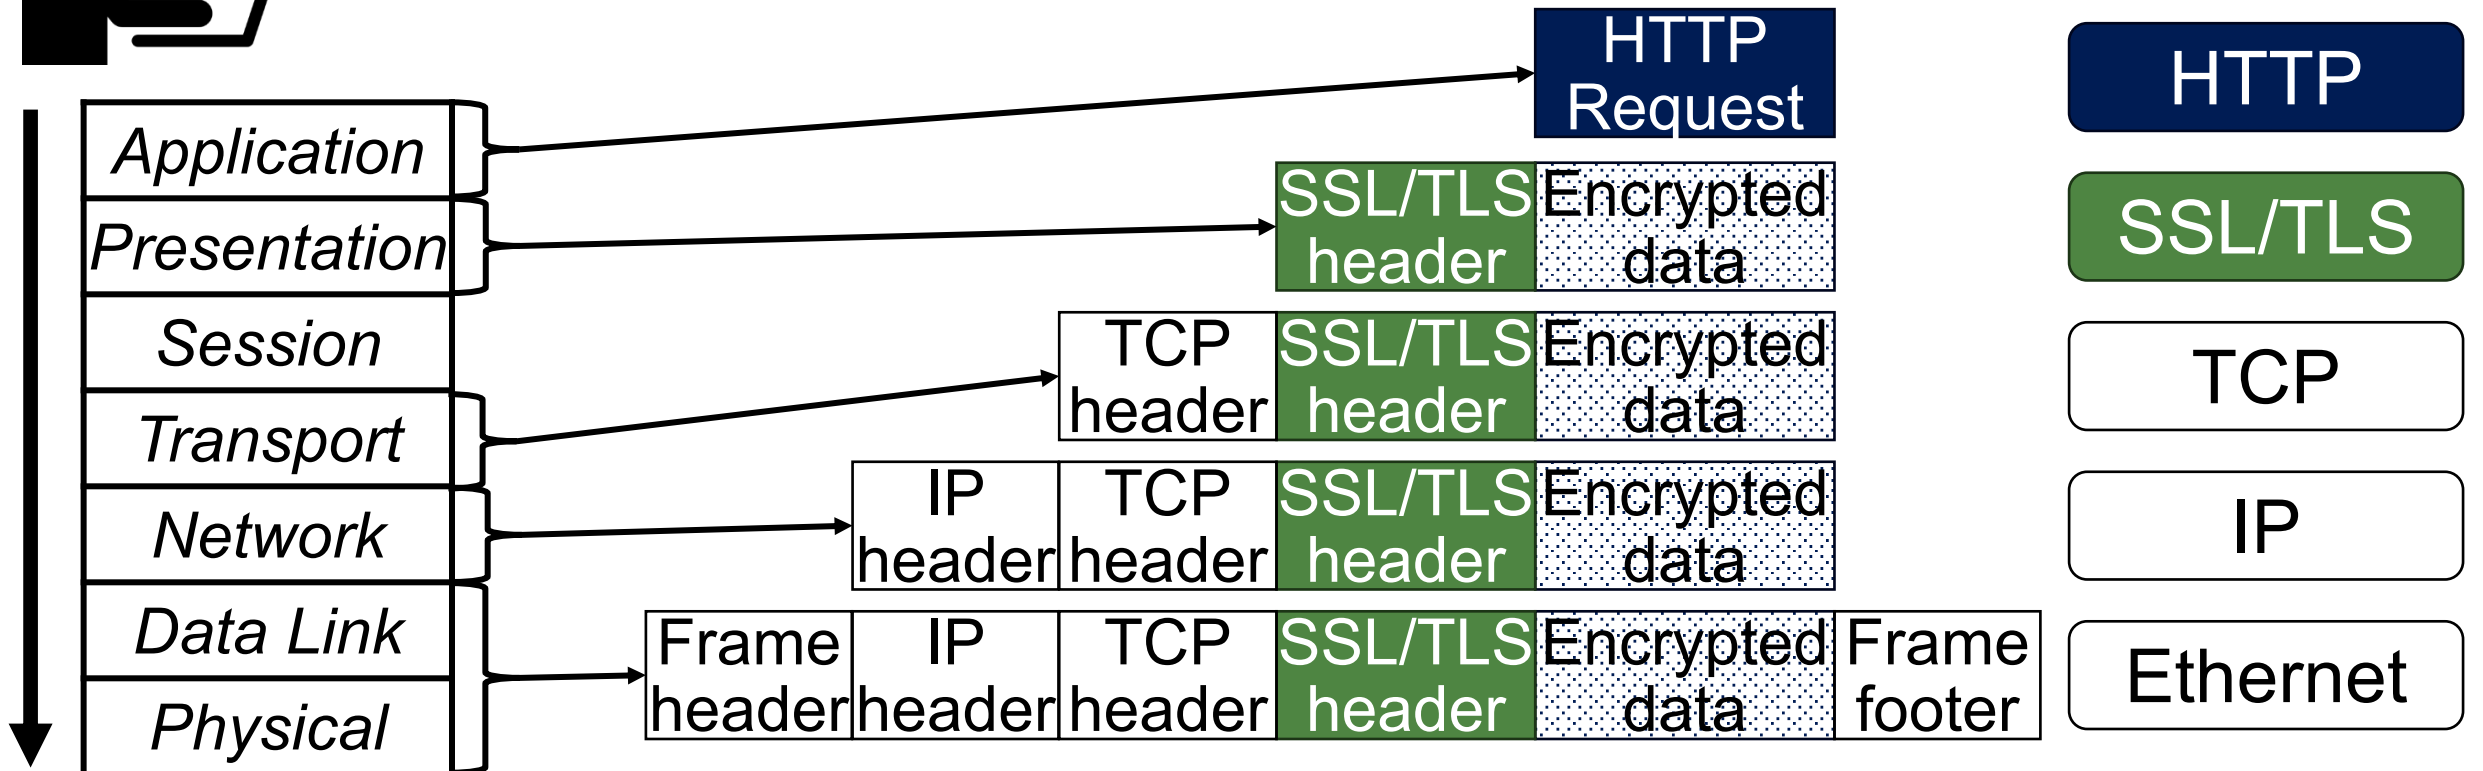 Application
Presentation
Session
Transport
Network
Data Link
Physical
HTTP
Request
HTTP
SSL/TLS
header
Encrypted
data
SSL/TLS
TCP
header
SSL/TLS
header
Encrypted
data
TCP
IP
header
TCP
header
SSL/TLS
header
Encrypted
data
IP
Frame
header
IP
header
TCP
header
SSL/TLS
header
Encrypted
data
Frame
footer
Ethernet